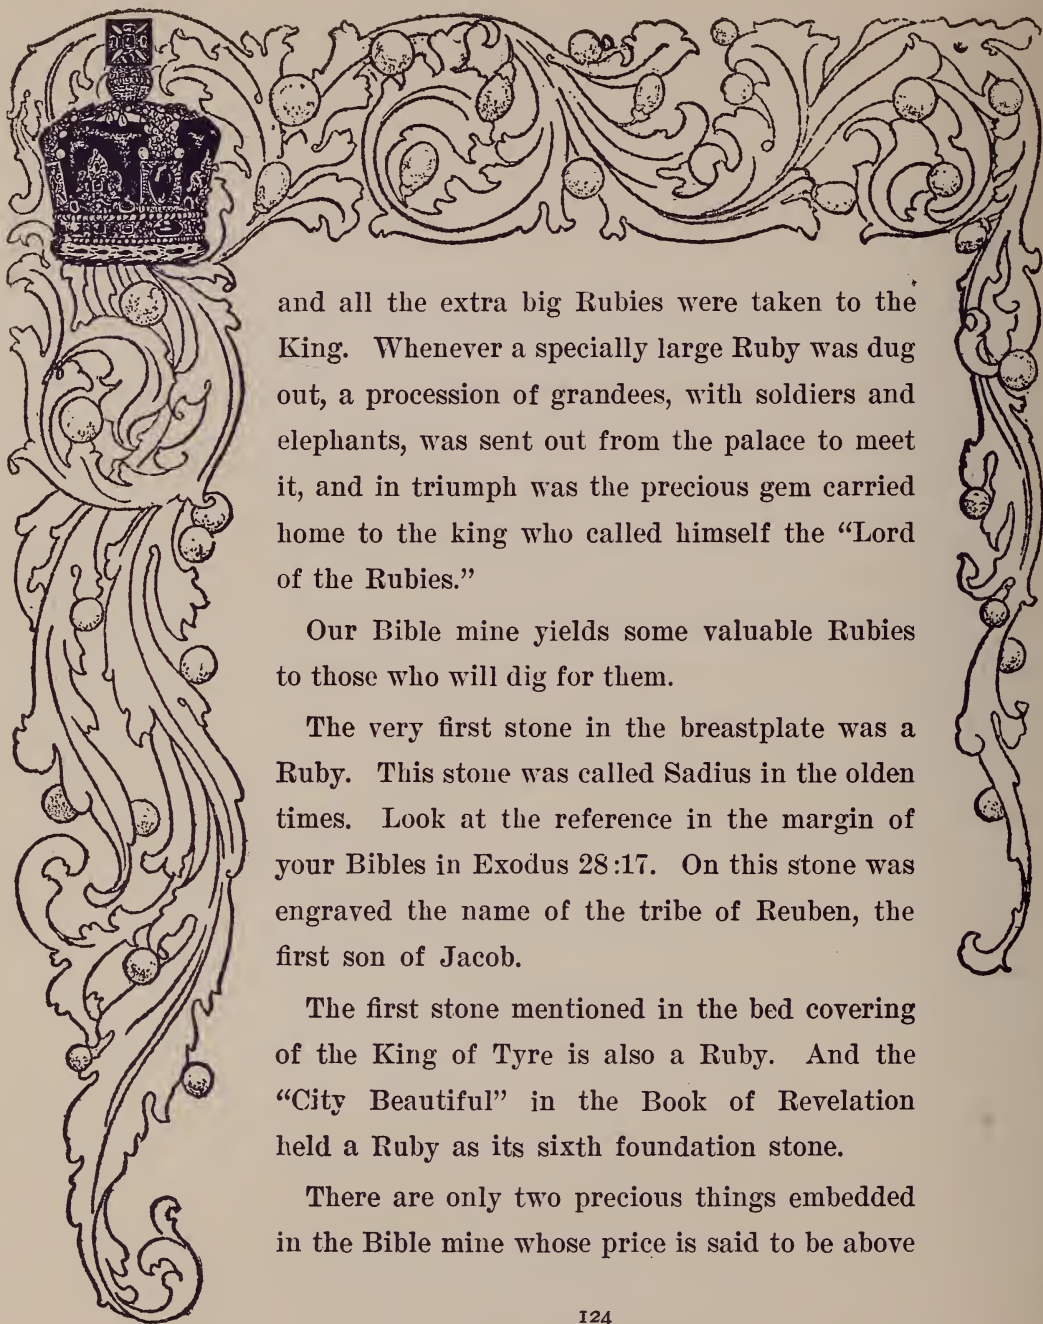 and all the extra big Rubies were taken to the
King. Whenever a specially large Ruby was dug
out, a procession of grandees, with soldiers and
elephants, was sent out from the palace to meet
it, and in triumph was the precious gem carried
home to the king who called himself the “Lord
of the Rubies.”
Our Bible mine yields some valuable Rubies
to those who will dig for them.
The very first stone in the breastplate was a
Ruby. This stone was called Sadius in the olden
times. Look at the reference in the margin of
your Bibles in Exodus 28:17. On this stone was
engraved the name of the tribe of Reuben, the
first son of Jacob.
The first stone mentioned in the bed covering
of the King of Tyre is also a Ruby. And the
“City Beautiful” in the Book of Revelation
held a Ruby as its sixth foundation stone.
There are only two precious things embedded
in the Bible mine whose price is said to be above
124